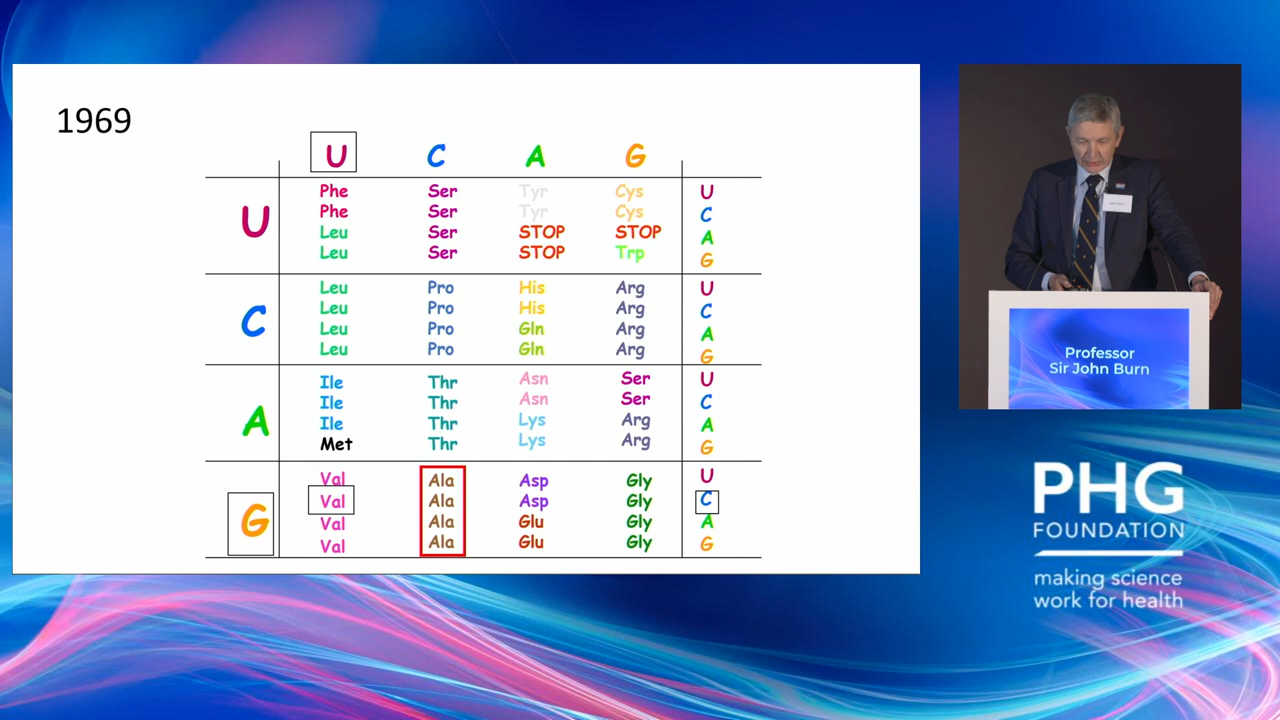 1969
U C A G
U
Phe Ser Tyr Cys U
Phe Ser Tyr Cys C
Leu Ser STOP STOP A
Leu Ser STOP Trp G
C
Leu Pro His Arg U
Leu Pro His Arg C
Leu Pro Gln Arg A
Leu Pro Gln Arg G
A
Ile Thr Asn Ser U
Ile Thr Asn Ser C
Ile Thr Lys Arg A
Met Thr Lys Arg G
G
Val Ala Asp Gly U
Val Ala Asp Gly C
Val Ala Glu Gly A
Val Ala Glu Gly G
Professor
Sir John Burn
PHG
FOUNDATION
making science
work for health